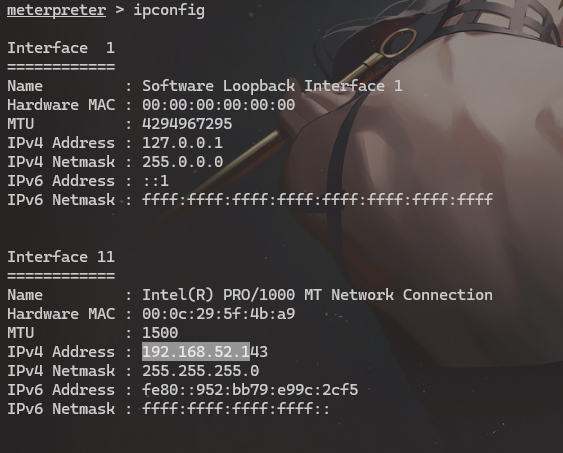 meterpreter > ipconfig
Interface  1
============
Name         : Software Loopback Interface 1
Hardware MAC : 00:00:00:00:00:00
MTU          : 4294967295
IPv4 Address : 127.0.0.1
IPv4 Netmask : 255.0.0.0
IPv6 Address : ::1
IPv6 Netmask : ffff:ffff:ffff:ffff:ffff:ffff:ffff:ffff
Interface 11
============
Name         : Intel(R) PRO/1000 MT Network Connection
Hardware MAC : 00:0c:29:5f:4b:a9
MTU          : 1500
IPv4 Address : 192.168.52.143
IPv4 Netmask : 255.255.255.0
IPv6 Address : fe80::952:bb79:e99c:2cf5
IPv6 Netmask : ffff:ffff:ffff:ffff::